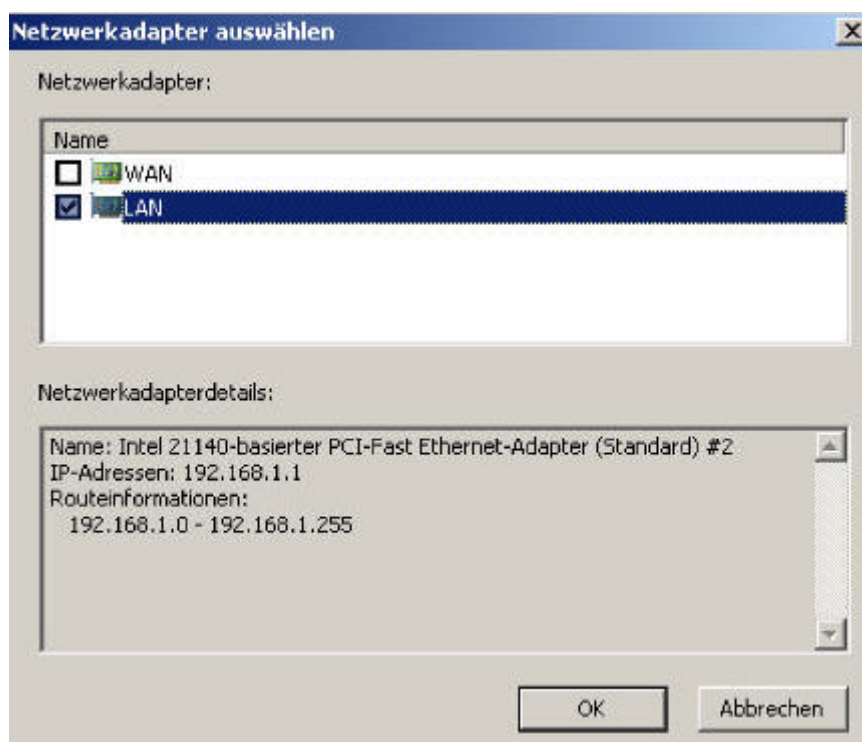 Netzwerkadapter auswählen
Netzwerkadapter:
Name
WAN
LAN
Netzwerkadapterdetails:
Name: Intel 21140-basierter PCI-Fast Ethernet-Adapter (Standard) #2
IP-Adressen: 192.168.1.1
Routeinformationen:
192.168.1.0 - 192.168.1.255
OK Abbrechen